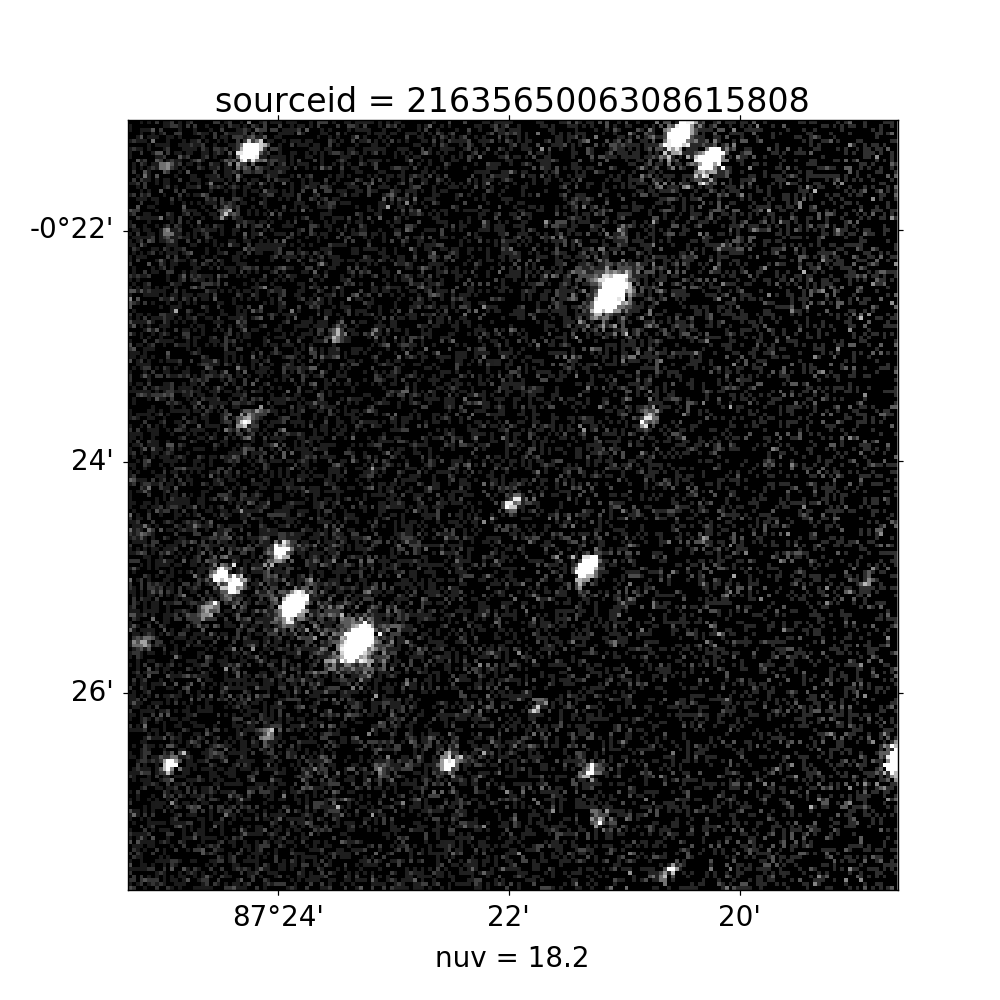 sourceid = 2163565006308615808
-0°22'
24'
26'
87°24' 22' 20'
nuv = 18.2